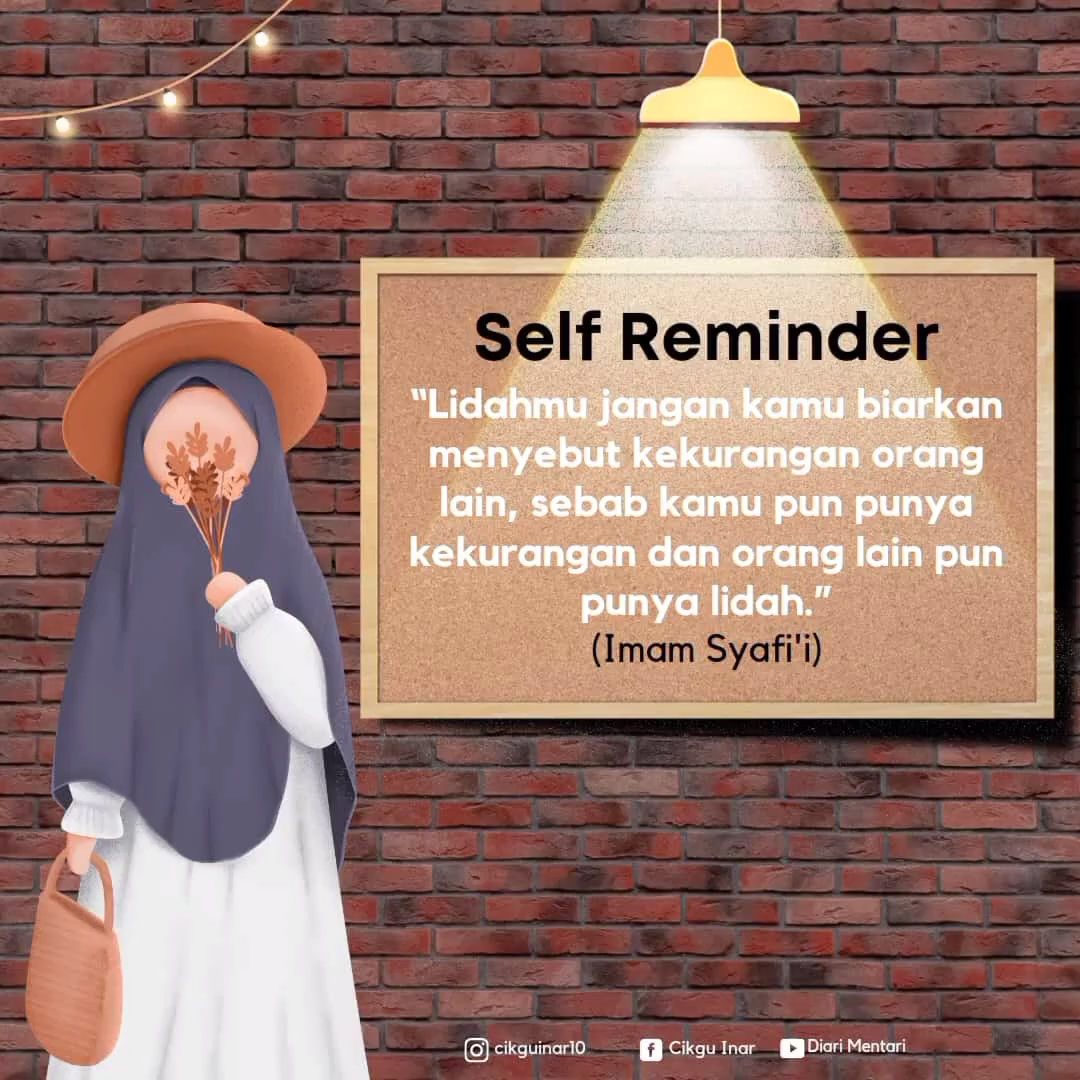 Self Reminder
“Lidahmu jangan kamu biarkan
menyebut kekurangan orang
lain, sebab kamu pun punya
kekurangan dan orang lain pun
punya lidah.”
(Imam Syafi'i)
cikguinar10 Cikgu Inar Diari Mentari